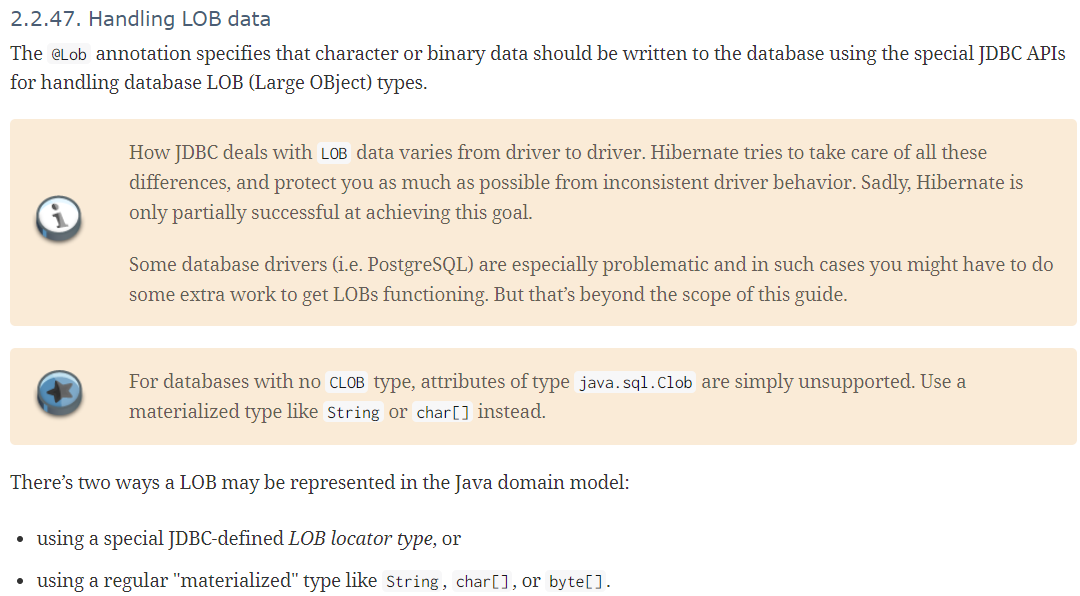 2.2.47. Handling LOB data
The @Lob annotation specifies that character or binary data should be written to the database using the special JDBC APIs
for handling database LOB (Large OBject) types.
How JDBC deals with LOB data varies from driver to driver. Hibernate tries to take care of all these
differences, and protect you as much as possible from inconsistent driver behavior. Sadly, Hibernate is
only partially successful at achieving this goal.
Some database drivers (i.e. PostgreSQL) are especially problematic and in such cases you might have to do
some extra work to get LOBs functioning. But that’s beyond the scope of this guide.
For databases with no CLOB type, attributes of type java.sql.Clob are simply unsupported. Use a
materialized type like String or char[] instead.
There’s two ways a LOB may be represented in the Java domain model:
• using a special JDBC-defined LOB locator type, or
• using a regular "materialized" type like String, char[], or byte[].